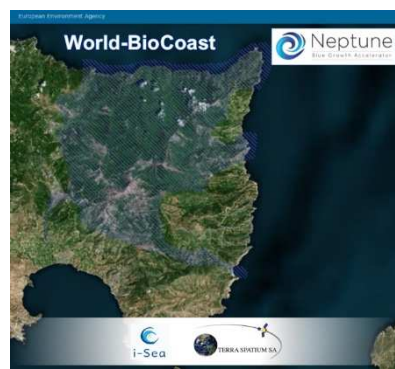 European Environment Agency
World-BioCoast
Neptune
Blue Growth Accelerator
i-Sea
TERRA SPATIUM SA